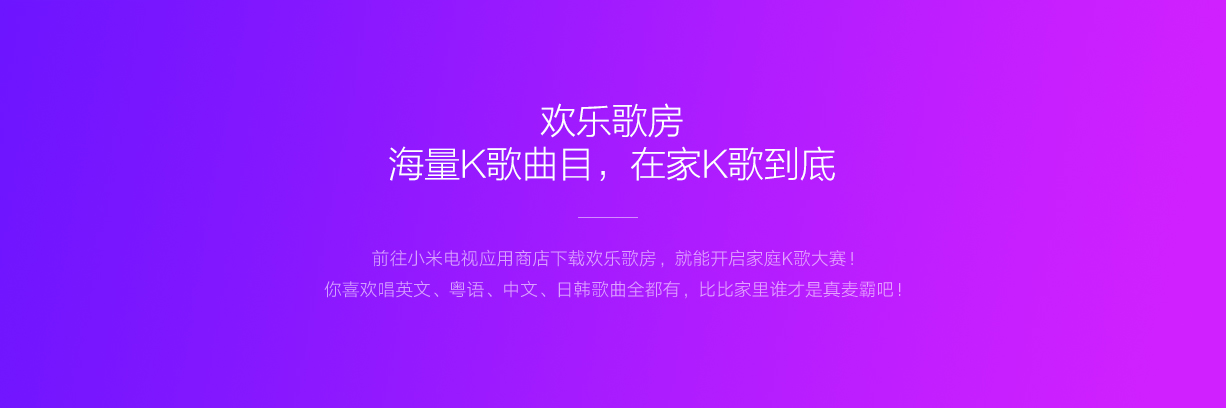 欢乐歌房
海量K歌曲目，在家K歌到底
前往小米电视应用商店下载欢乐歌房，就能开启家庭K歌大赛！
你喜欢唱英文、粤语、中文、日韩歌曲全都有，比比家里谁才是真麦霸吧！